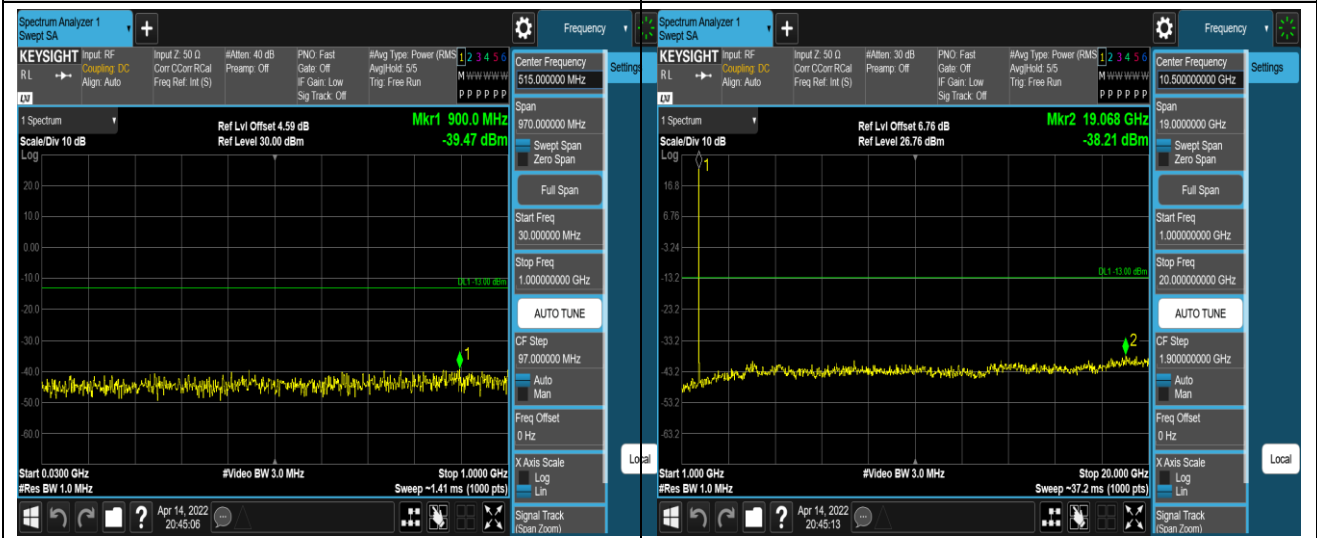 Spectrum Analyzer 1
Swept SA
+
Frequency
KEYSIGHT
RL
LXI
Input: RF
Coupling: DC
Align: Auto
Input Z: 50 Ω
Corr CCorr RCal
Freq Ref: Int (S)
#Atten: 40 dB
Preamp: Off
PNO: Fast
Gate: Off
IF Gain: Low
Sig Track: Off
#Avg Type: Power (RMS
Avg|Hold: 5/5
Trig: Free Run
1 2 3 4 5 6
M W W W W W
P P P P P P
1 Spectrum
Scale/Div 10 dB
Log
Ref Lvl Offset 4.59 dB
Ref Level 30.00 dBm
Mkr1 900.0 MHz
-39.47 dBm
20.0
10.0
0.00
-10.0
DL1 -13.00 dBm
-20.0
-30.0
1
-40.0
-50.0
-60.0
Start 0.0300 GHz
#Res BW 1.0 MHz
#Video BW 3.0 MHz
Stop 1.0000 GHz
Sweep ~1.41 ms (1000 pts)
?
Apr 14, 2022
20:45:06
Center Frequency
515.000000 MHz
Settings
Span
970.000000 MHz
Swept Span
Zero Span
Full Span
Start Freq
30.000000 MHz
Stop Freq
1.000000000 GHz
AUTO TUNE
CF Step
97.000000 MHz
Auto
Man
Freq Offset
0 Hz
X Axis Scale
Log
Lin
Local
Signal Track
(Span Zoom)
Spectrum Analyzer 1
Swept SA
+
Frequency
KEYSIGHT
RL
LXI
Input: RF
Coupling: DC
Align: Auto
Input Z: 50 Ω
Corr CCorr RCal
Freq Ref: Int (S)
#Atten: 30 dB
Preamp: Off
PNO: Fast
Gate: Off
IF Gain: Low
Sig Track: Off
#Avg Type: Power (RMS
Avg|Hold: 5/5
Trig: Free Run
1 2 3 4 5 6
M W W W W W
P P P P P P
1 Spectrum
Scale/Div 10 dB
Log
Ref Lvl Offset 6.76 dB
Ref Level 26.76 dBm
Mkr2 19.068 GHz
-38.21 dBm
1
16.8
6.76
-3.24
-13.2
DL1 -13.00 dBm
-23.2
-33.2
2
-43.2
-53.2
-63.2
Start 1.000 GHz
#Res BW 1.0 MHz
#Video BW 3.0 MHz
Stop 20.000 GHz
Sweep ~37.2 ms (1000 pts)
?
Apr 14, 2022
20:45:13
Center Frequency
10.500000000 GHz
Settings
Span
19.0000000 GHz
Swept Span
Zero Span
Full Span
Start Freq
1.000000000 GHz
Stop Freq
20.000000000 GHz
AUTO TUNE
CF Step
1.900000000 GHz
Auto
Man
Freq Offset
0 Hz
X Axis Scale
Log
Lin
Local
Signal Track
(Span Zoom)